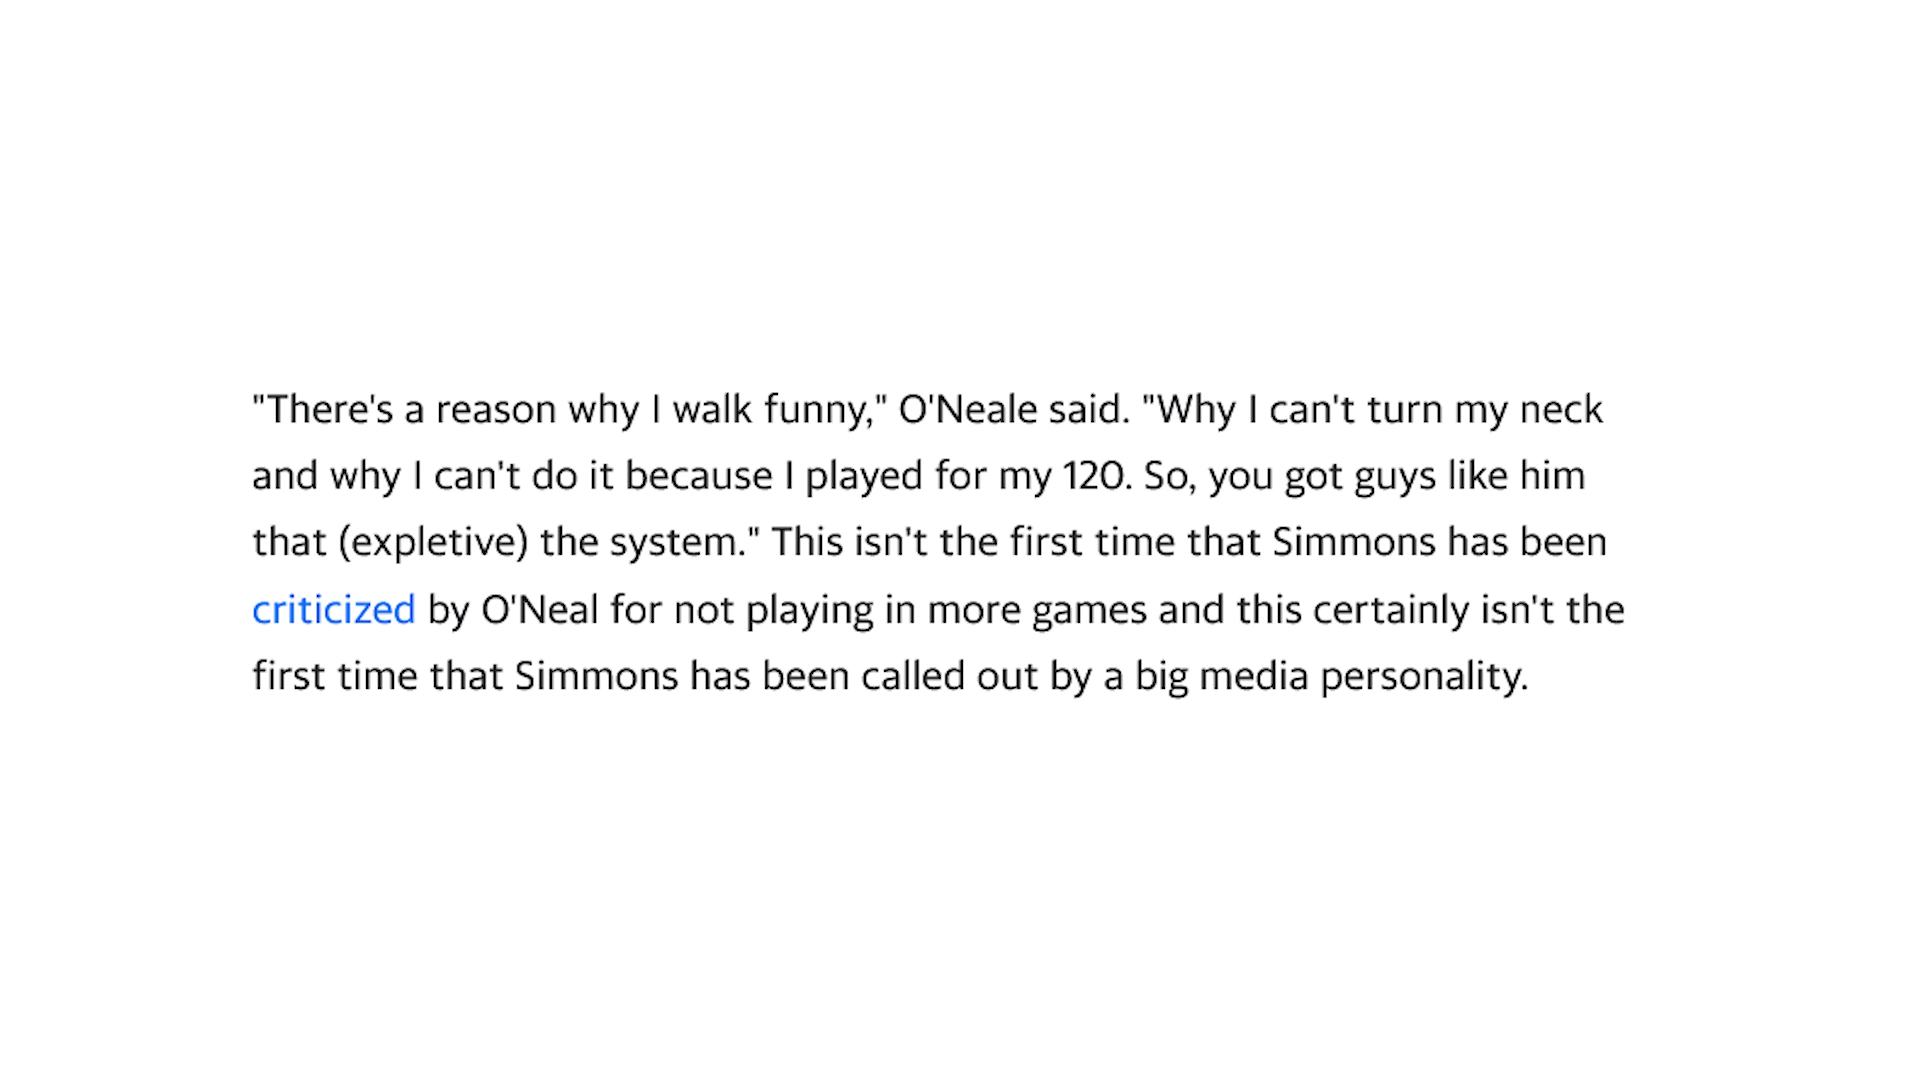 "There's a reason why I walk funny," O'Neale said. "Why I can't turn my neck
and why I can't do it because I played for my 120. So, you got guys like him
that (expletive) the system." This isn't the first time that Simmons has been
criticized by O'Neal for not playing in more games and this certainly isn't the
first time that Simmons has been called out by a big media personality.